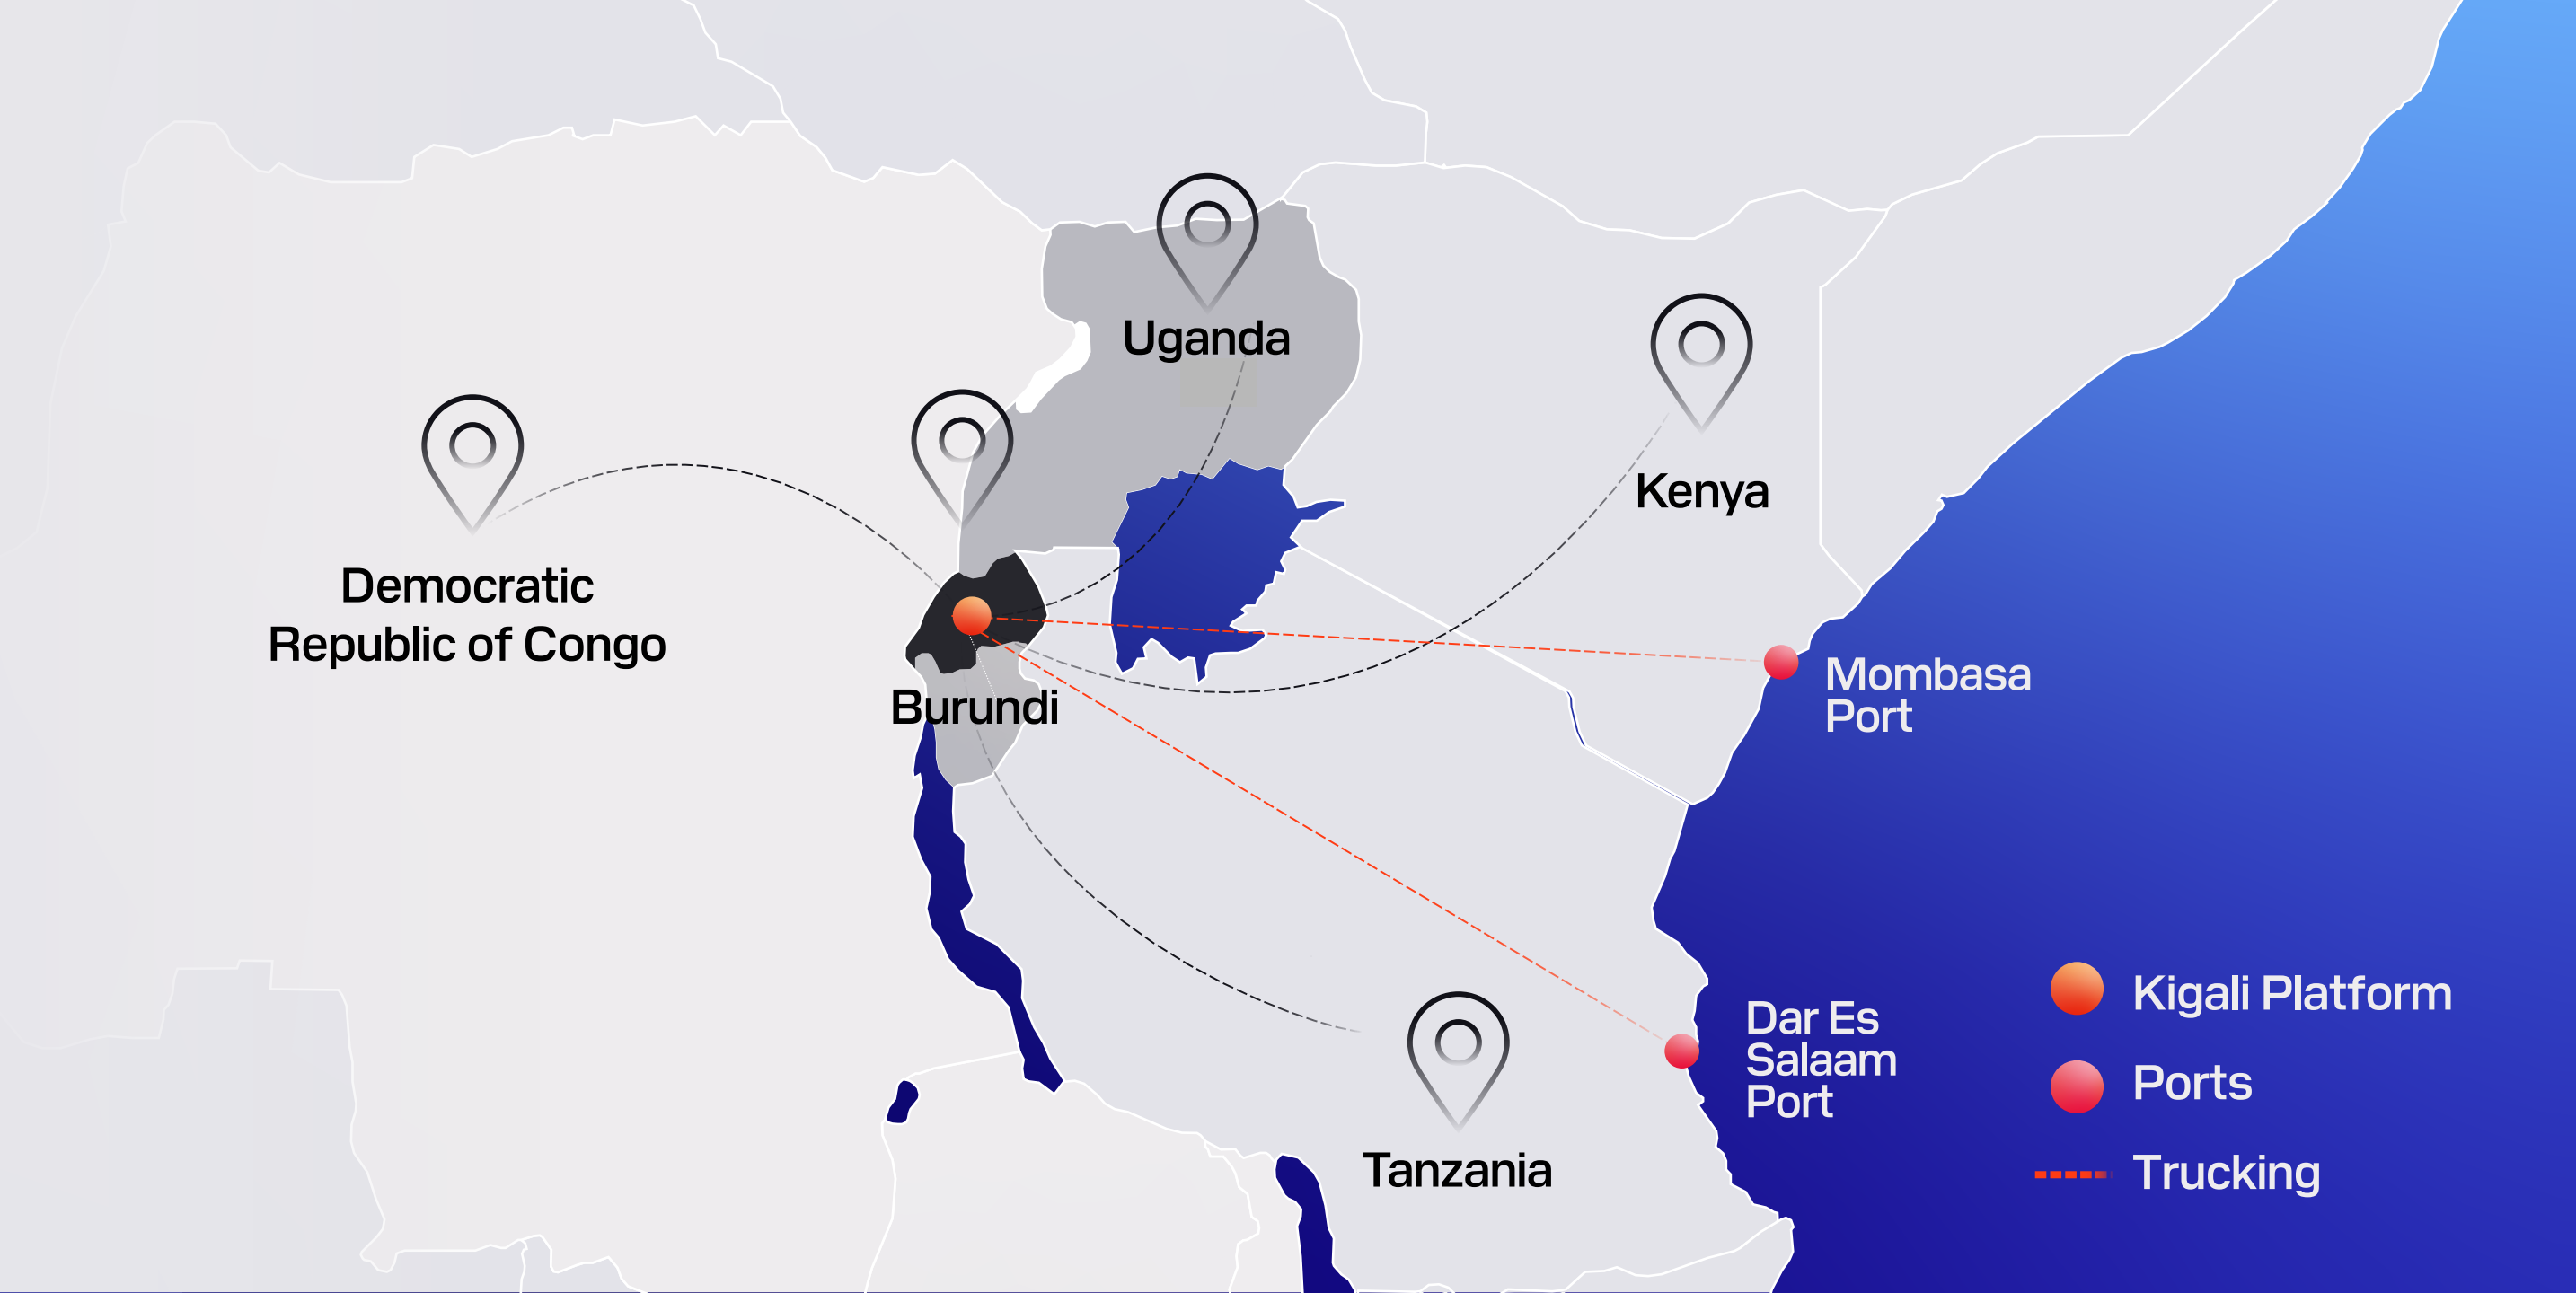 Uganda
Kenya
Democratic
Republic of Congo
Burundi
Mombasa
Port
Dar Es
Salaam
Port
Tanzania
Kigali Platform
Ports
Trucking